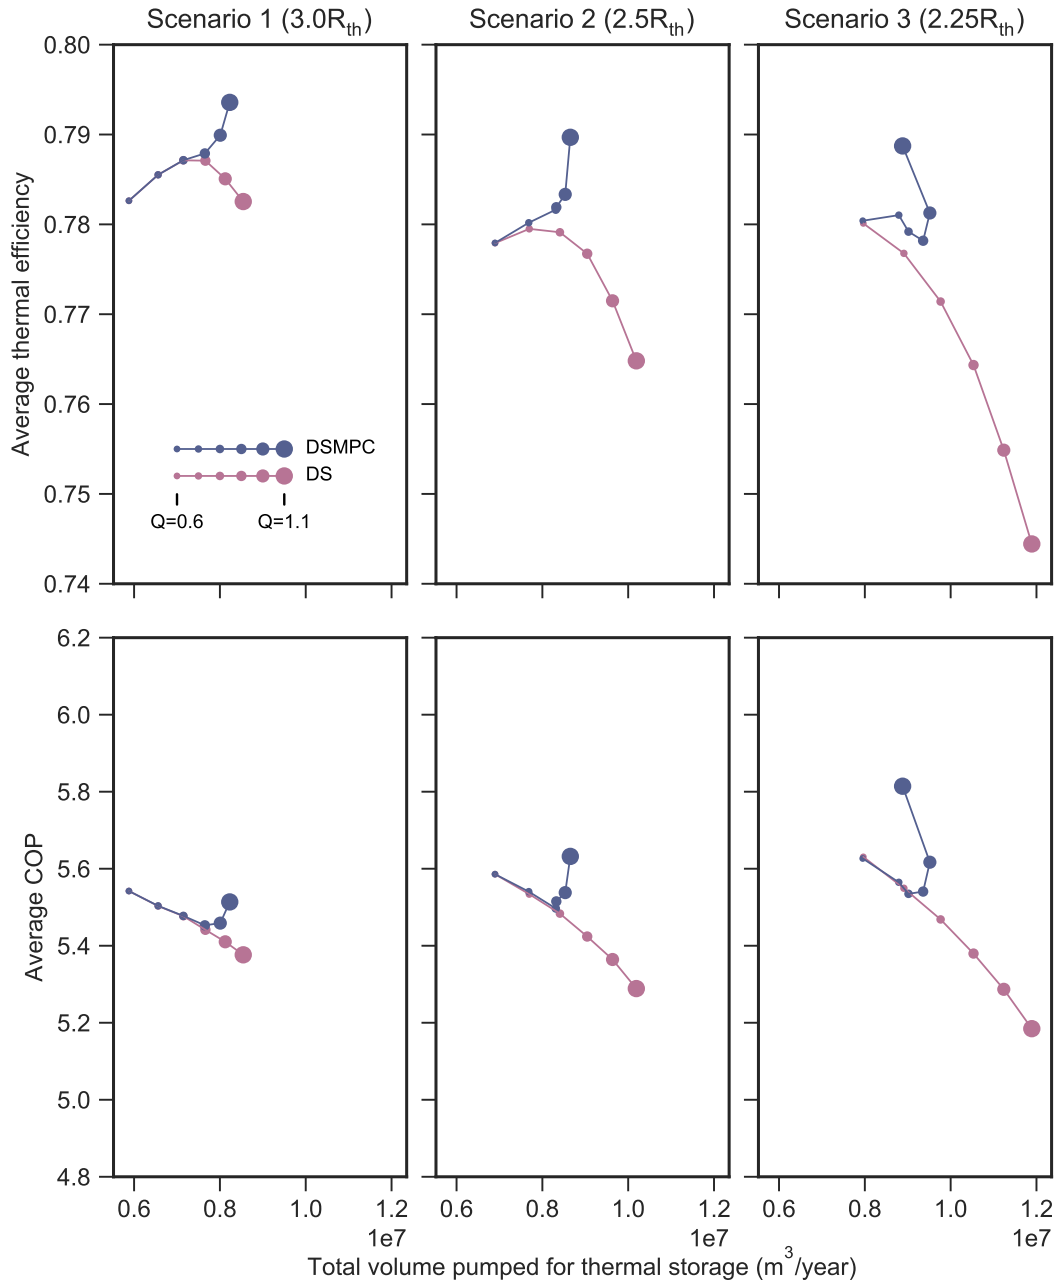 Scenario 1 (3.0Rth)
Scenario 2 (2.5Rth)
Scenario 3 (2.25Rth)
Average thermal efficiency
0.80
0.79
0.78
0.77
0.76
0.75
0.74
DSMPC
DS
Q=0.6
Q=1.1
Average COP
6.2
6.0
5.8
5.6
5.4
5.2
5.0
4.8
0.6 0.8 1.0 1.2
1e7
0.6 0.8 1.0 1.2
1e7
0.6 0.8 1.0 1.2
1e7
Total volume pumped for thermal storage (m3/year)